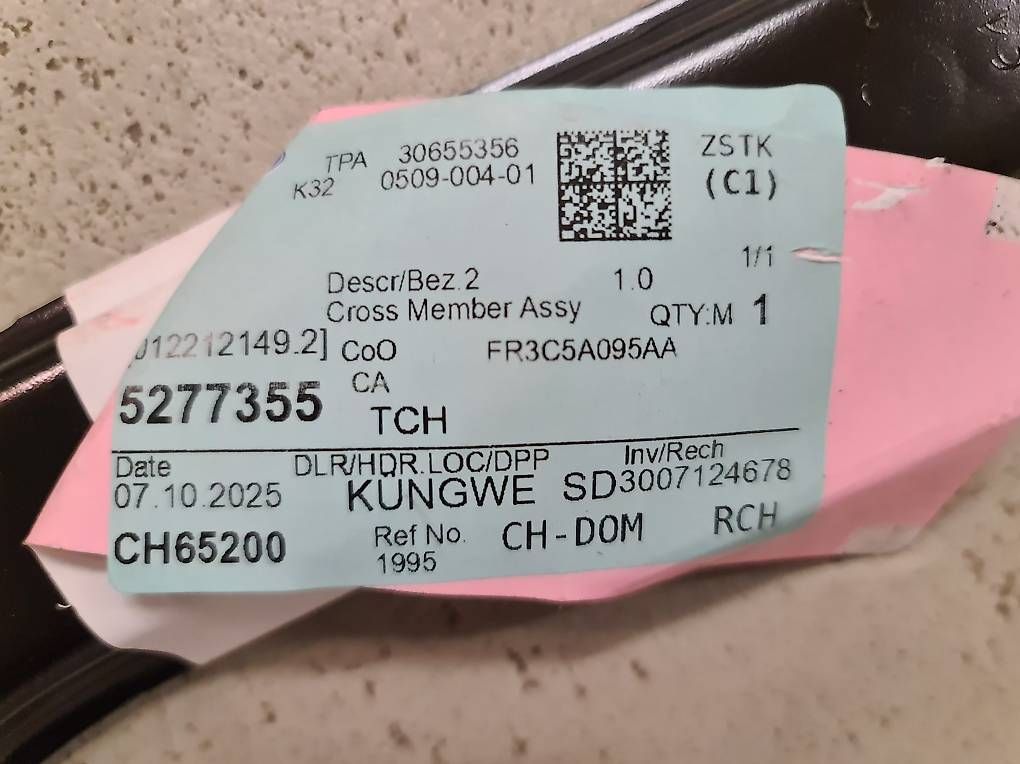 TPA 30655356 ZSTK
K32 0509-004-01 (C1)
1/1
Descr/Bez.2 1.0
Cross Member Assy QTY:M 1
012212149.2] CoO FR3C5A095AA
5277355 CA
TCH
Date DLR/HDR.LOC/DPP Inv/Rech
07.10.2025 KUNGWE SD3007124678
CH65200 Ref No. CH-DOM RCH
1995